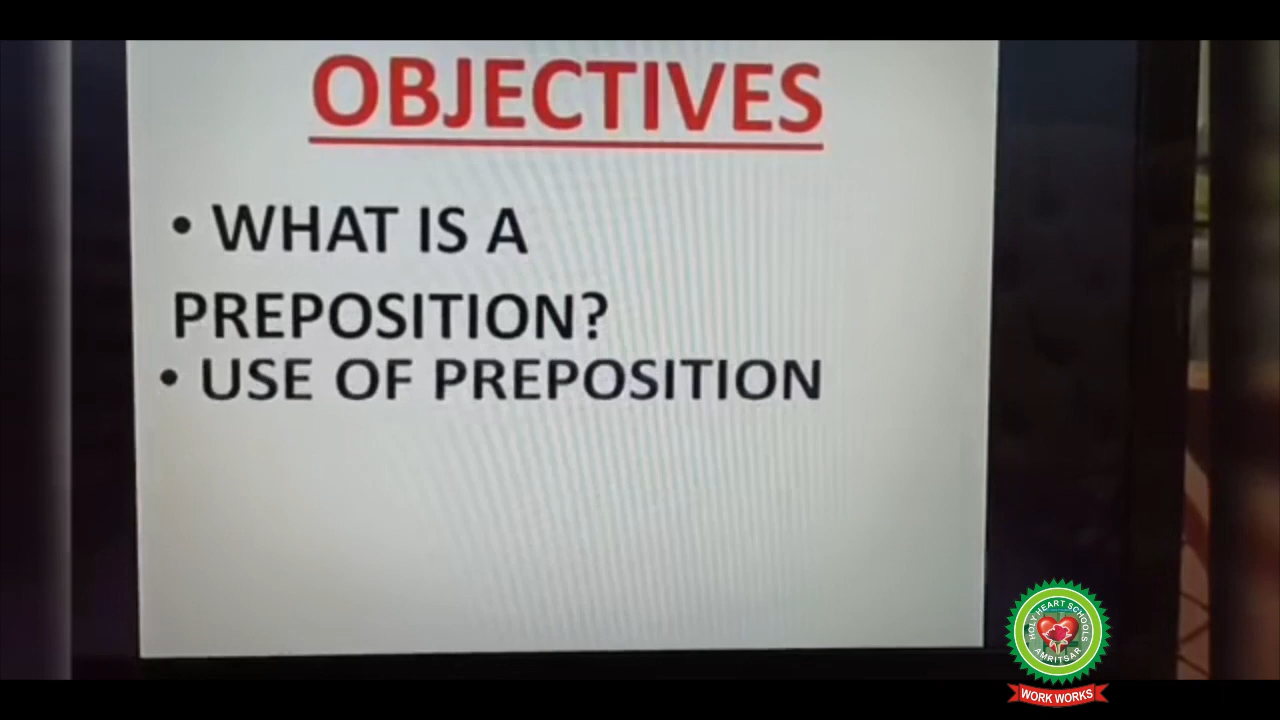 OBJECTIVES
• WHAT IS A
PREPOSITION?
• USE OF PREPOSITION
HOLY HEART SCHOOLS
AMRITSAR
WORK WORKS